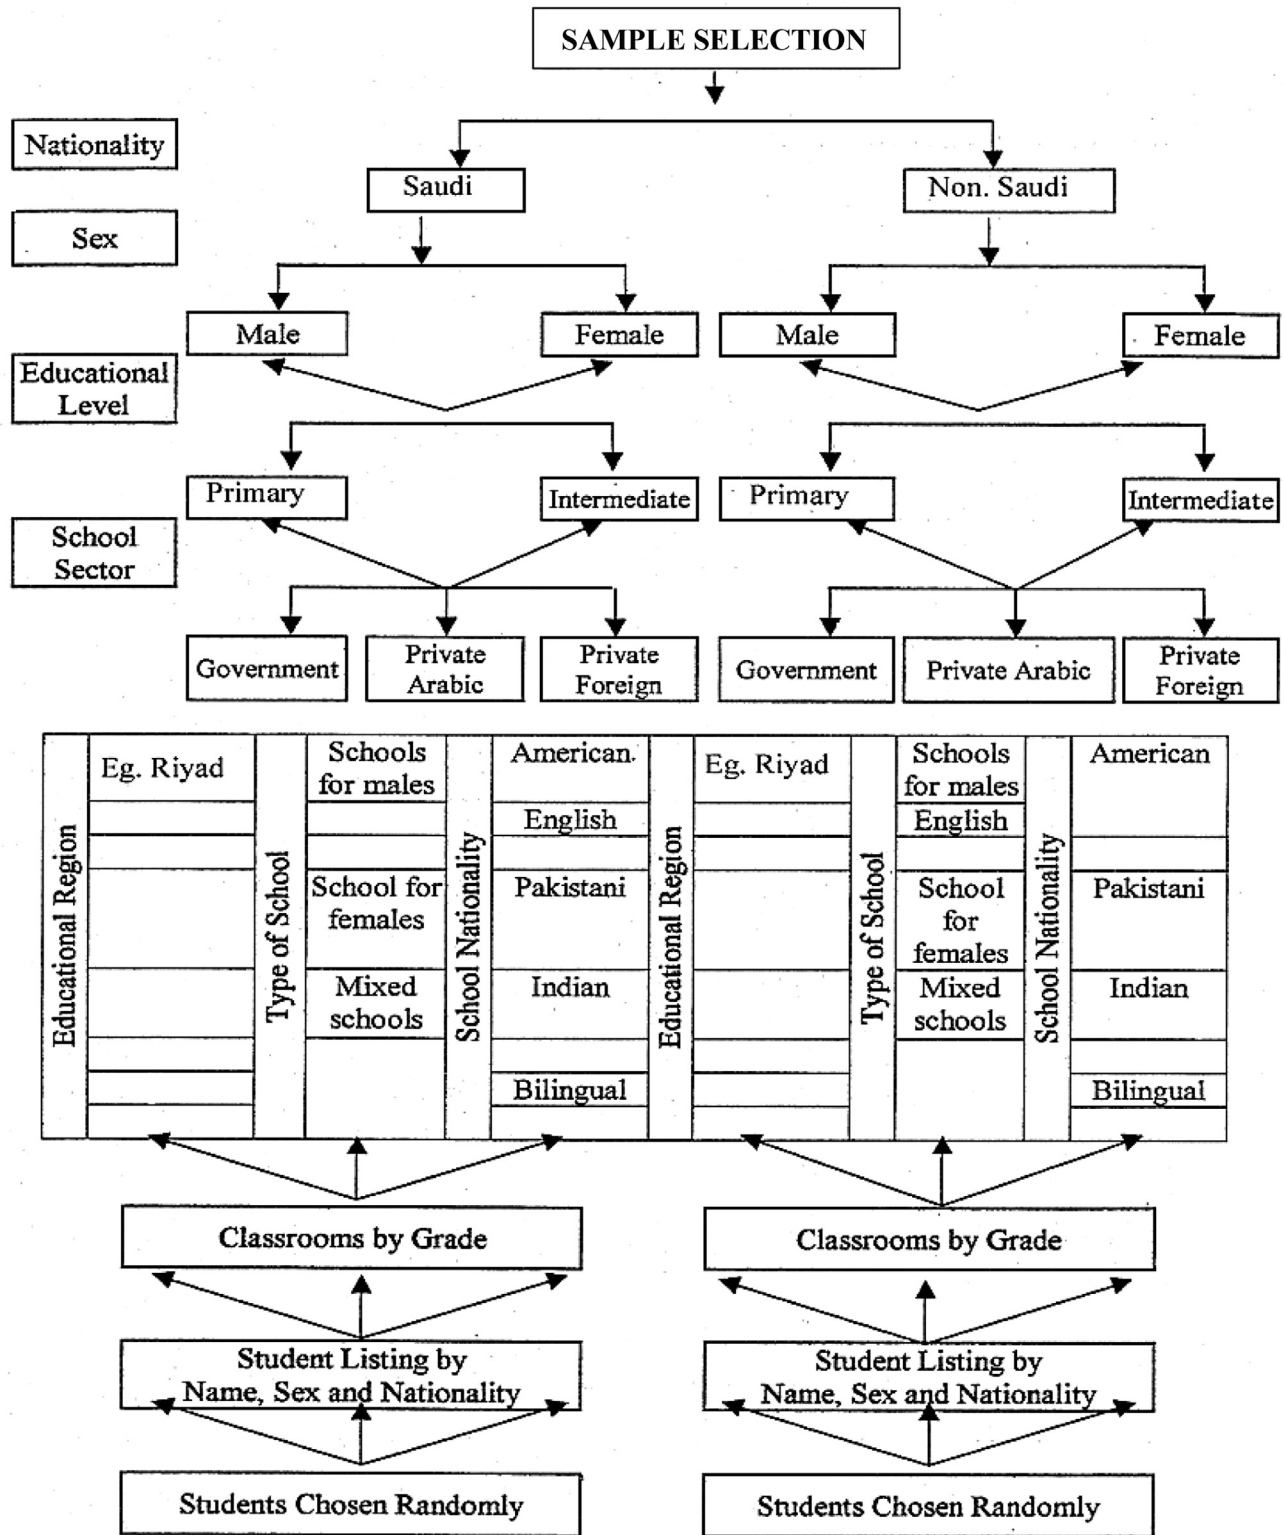 SAMPLE SELECTION
Nationality
Saudi
Non. Saudi
Sex
Male
Female
Male
Female
Educational
Level
Primary
Intermediate
Primary
Intermediate
School
Sector
Government
Private
Arabic
Private
Foreign
Government
Private Arabic
Private
Foreign
Educational Region
Eg. Riyad
Type of School
Schools
for males
School for
females
Mixed
schools
School Nationality
American.
English
Pakistani
Indian
Bilingual
Educational Region
Eg. Riyad
Type of School
Schools
for males
English
School
for
females
Mixed
schools
School Nationality
American
Pakistani
Indian
Bilingual
Classrooms by Grade
Classrooms by Grade
Student Listing by
Name, Sex and Nationality
Student Listing by
Name, Sex and Nationality
Students Chosen Randomly
Students Chosen Randomly